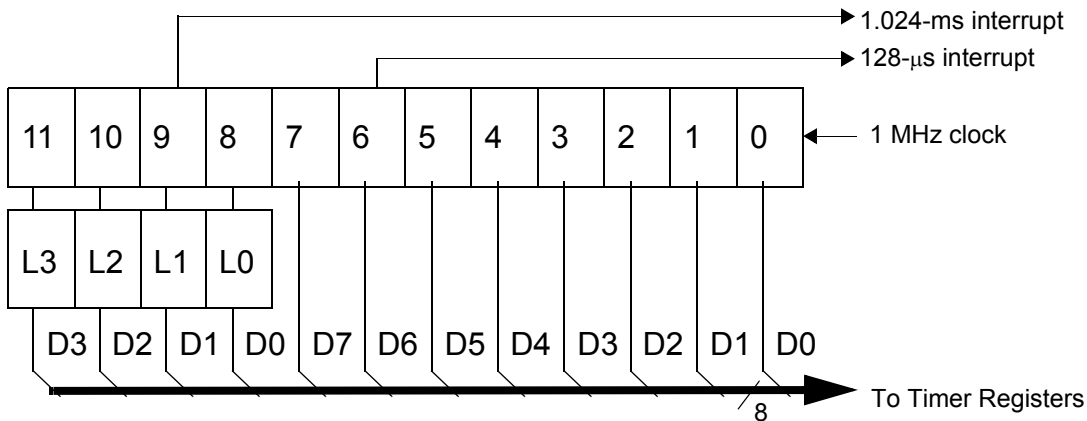 1.024-ms interrupt
128-μs interrupt
11 10 9 8 7 6 5 4 3 2 1 0
1 MHz clock
L3 L2 L1 L0
D3 D2 D1 D0 D7 D6 D5 D4 D3 D2 D1 D0
8
To Timer Registers